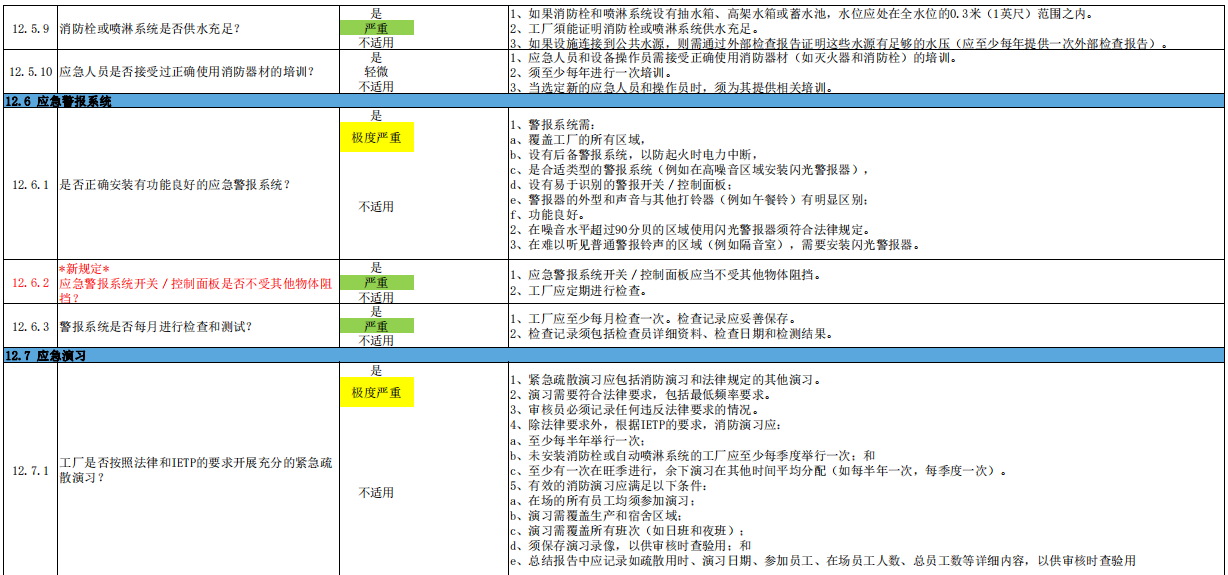 12.5.9 消防栓或喷淋系统是否供水充足？
是
严重
不适用
1、如果消防栓和喷淋系统设有抽水箱、高架水箱或蓄水池，水位应处在全水位的0.3米（1英尺）范围之内。
2、工厂须能证明消防栓或喷淋系统供水充足。
3、如果设施连接到公共水源，则需通过外部检查报告证明这些水源有足够的水压（应至少每年提供一次外部检查报告）。
12.5.10 应急人员是否接受过正确使用消防器材的培训？
是
轻微
不适用
1、应急人员和设备操作员需接受正确使用消防器材（如灭火器和消防栓）的培训。
2、须至少每年进行一次培训。
3、当选定新的应急人员和操作员时，须为其提供相关培训。
12.6 应急警报系统
12.6.1 是否正确安装有功能良好的应急警报系统？
是
极度严重
不适用
1、警报系统需：
a、覆盖工厂的所有区域，
b、设有后备警报系统，以防起火时电力中断，
c、是合适类型的警报系统（例如在高噪音区域安装闪光警报器），
d、设有易于识别的警报开关／控制面板；
e、警报器的外型和声音与其他打铃器（例如午餐铃）有明显区别；
f、功能良好。
2、在噪音水平超过90分贝的区域使用闪光警报器须符合法律规定。
3、在难以听见普通警报铃声的区域（例如隔音室），需要安装闪光警报器。
12.6.2 *新规定*
应急警报系统开关／控制面板是否不受其他物体阻
挡？
是
严重
不适用
1、应急警报系统开关／控制面板应当不受其他物体阻挡。
2、工厂应定期进行检查。
12.6.3 警报系统是否每月进行检查和测试？
是
严重
不适用
1、工厂应至少每月检查一次。检查记录应妥善保存。
2、检查记录须包括检查员详细资料、检查日期和检测结果。
12.7 应急演习
12.7.1 工厂是否按照法律和IETP的要求开展充分的紧急疏
散演习？
是
极度严重
不适用
1、紧急疏散演习应包括消防演习和法律规定的其他演习。
2、演习需要符合法律要求，包括最低频率要求。
3、审核员必须记录任何违反法律要求的情况。
4、除法律要求外，根据IETP的要求，消防演习应：
a、至少每半年举行一次；
b、未安装消防栓或自动喷淋系统的工厂应至少每季度举行一次；和
c、至少有一次在旺季进行，余下演习在其他时间平均分配（如每半年一次，每季度一次）。
5、有效的消防演习应满足以下条件：
a、在场的所有员工均须参加演习；
b、演习需覆盖生产和宿舍区域；
c、演习需覆盖所有班次（如日班和夜班）；
d、须保存演习录像，以供审核时查验用；和
e、总结报告中应记录如疏散用时、演习日期、参加员工、在场员工人数、总员工数等详细内容，以供审核时查验用